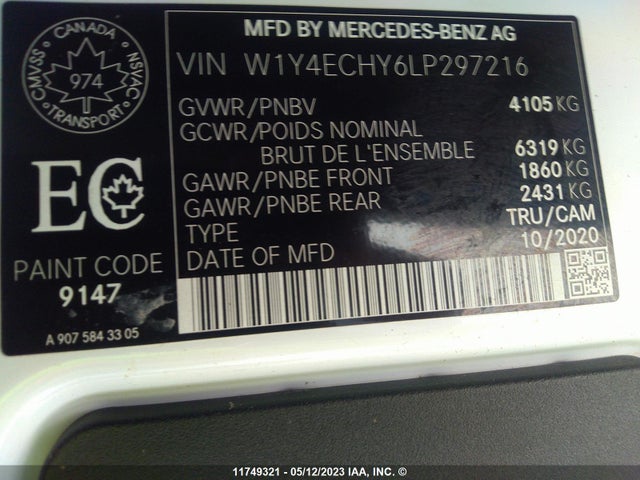 MFD BY MERCEDES-BENZ AG
CANADA
CMVSS
NSVAC
974
TRANSPORT
VIN W1Y4ECHY6LP297216
GVWR/PNBV 4105 KG
GCWR/POIDS NOMINAL
BRUT DE L'ENSEMBLE 6319 KG
GAWR/PNBE FRONT 1860 KG
GAWR/PNBE REAR 2431 KG
TYPE TRU/CAM
DATE OF MFD 10/2020
EC
PAINT CODE
9147
A 907 584 33 05
11749321 - 05/12/2023 IAA, INC. ©